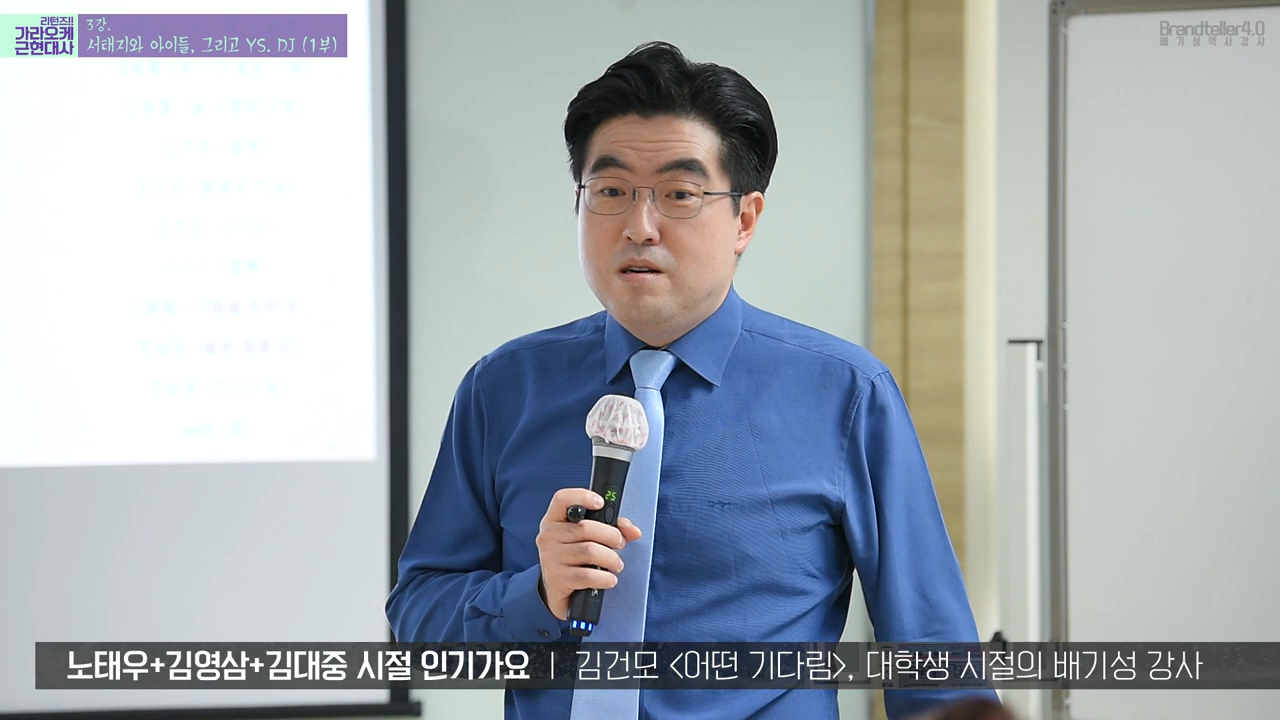 리턴즈!!
가라오케
근현대사
3강.
서태지와 아이들, 그리고 YS. DJ (1부)
Brandteller4.0
배기성역사강사
25
노태우+김영삼+김대중 시절 인기가요 | 김건모 <어떤 기다림>, 대학생 시절의 배기성 강사